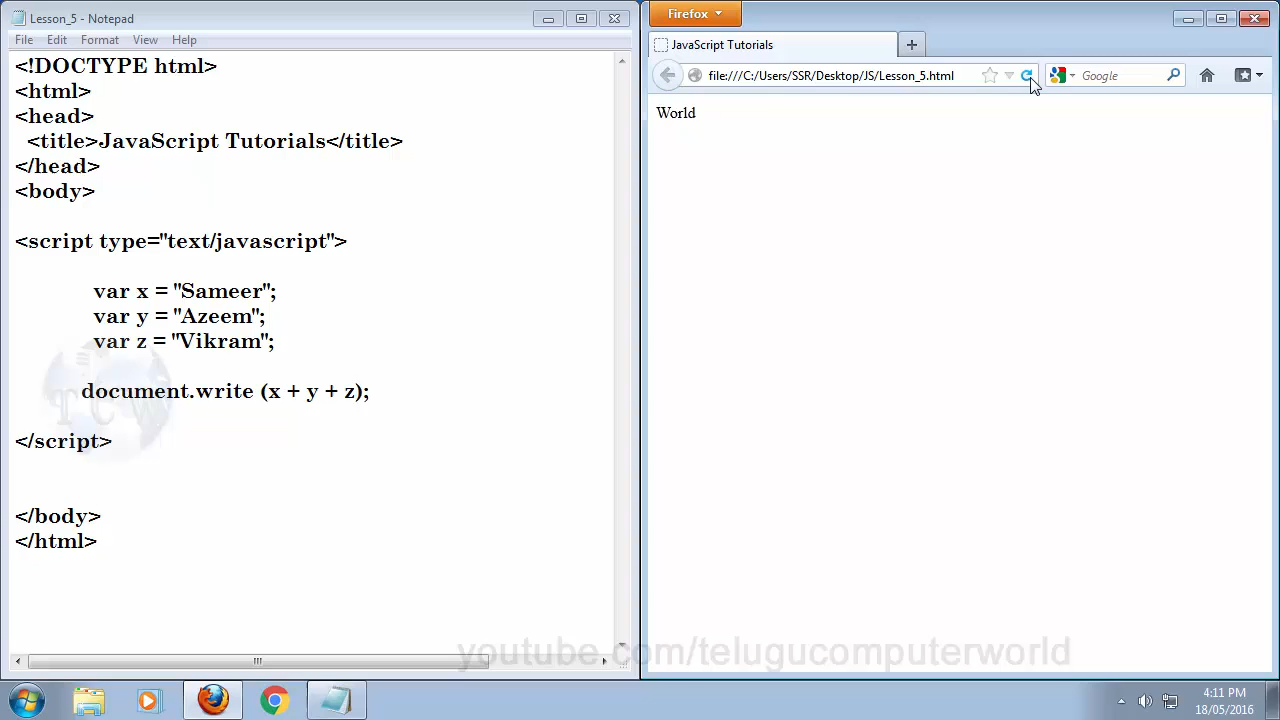 Lesson_5 - Notepad
File Edit Format View Help
<!DOCTYPE html>
<html>
<head>
<title>JavaScript Tutorials</title>
</head>
<body>
<script type="text/javascript">
var x = "Sameer";
var y = "Azeem";
var z = "Vikram";
document.write (x + y + z);
</script>
</body>
</html>
TCW
Firefox
JavaScript Tutorials
file:///C:/Users/SSR/Desktop/JS/Lesson_5.html
Google
World
youtube.com/telugucomputerworld
4:11 PM
18/05/2016